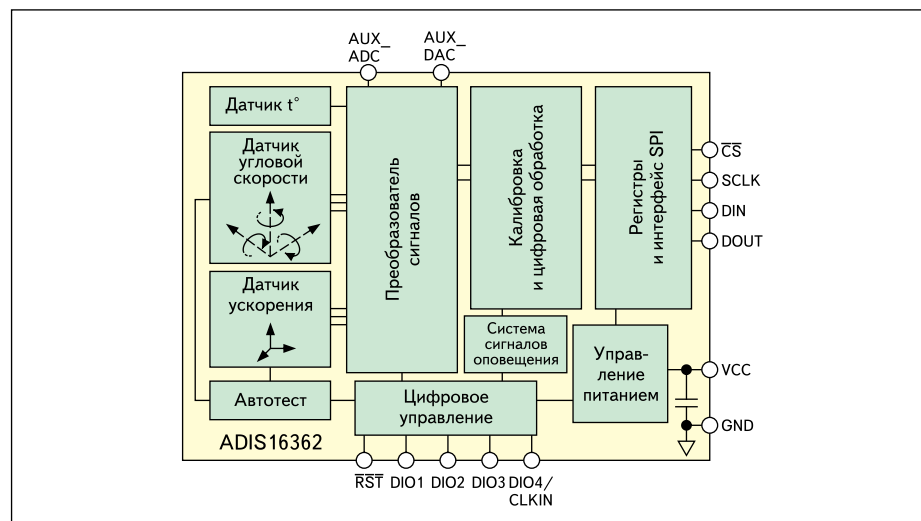 AUX_
ADC
AUX_
DAC
Датчик t°
Датчик
угловой
скорости
Датчик
ускорения
Автотест
Преобразователь
сигналов
Калибровка
и цифровая обработка
Регистры
и интерфейс SPI
Система
сигналов
оповещения
Управ-
ление
питанием
Цифровое
управление
CS
SCLK
DIN
DOUT
VCC
GND
ADIS16362
RST
DIO1
DIO2
DIO3
DIO4/
CLKIN